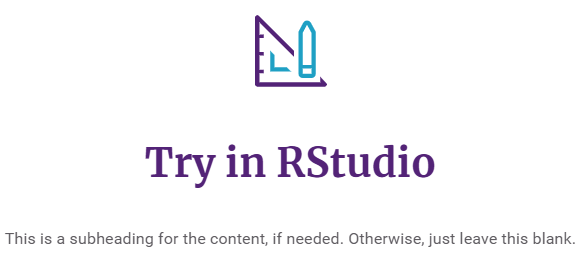 Try in RStudio
This is a subheading for the content, if needed. Otherwise, just leave this blank.